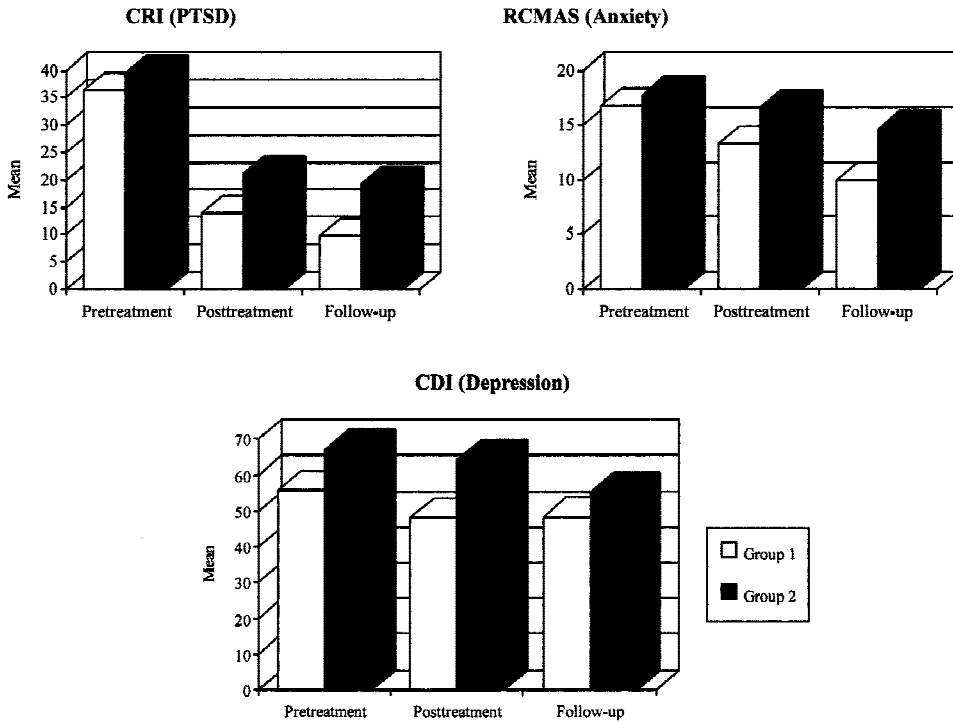 CRI (PTSD)
Mean
40
35
30
25
20
15
10
5
0
Pretreatment Posttreatment Follow-up
RCMAS (Anxiety)
Mean
20
15
10
5
0
Pretreatment Posttreatment Follow-up
CDI (Depression)
Mean
70
60
50
40
30
20
10
0
Pretreatment Posttreatment Follow-up
Group 1
Group 2